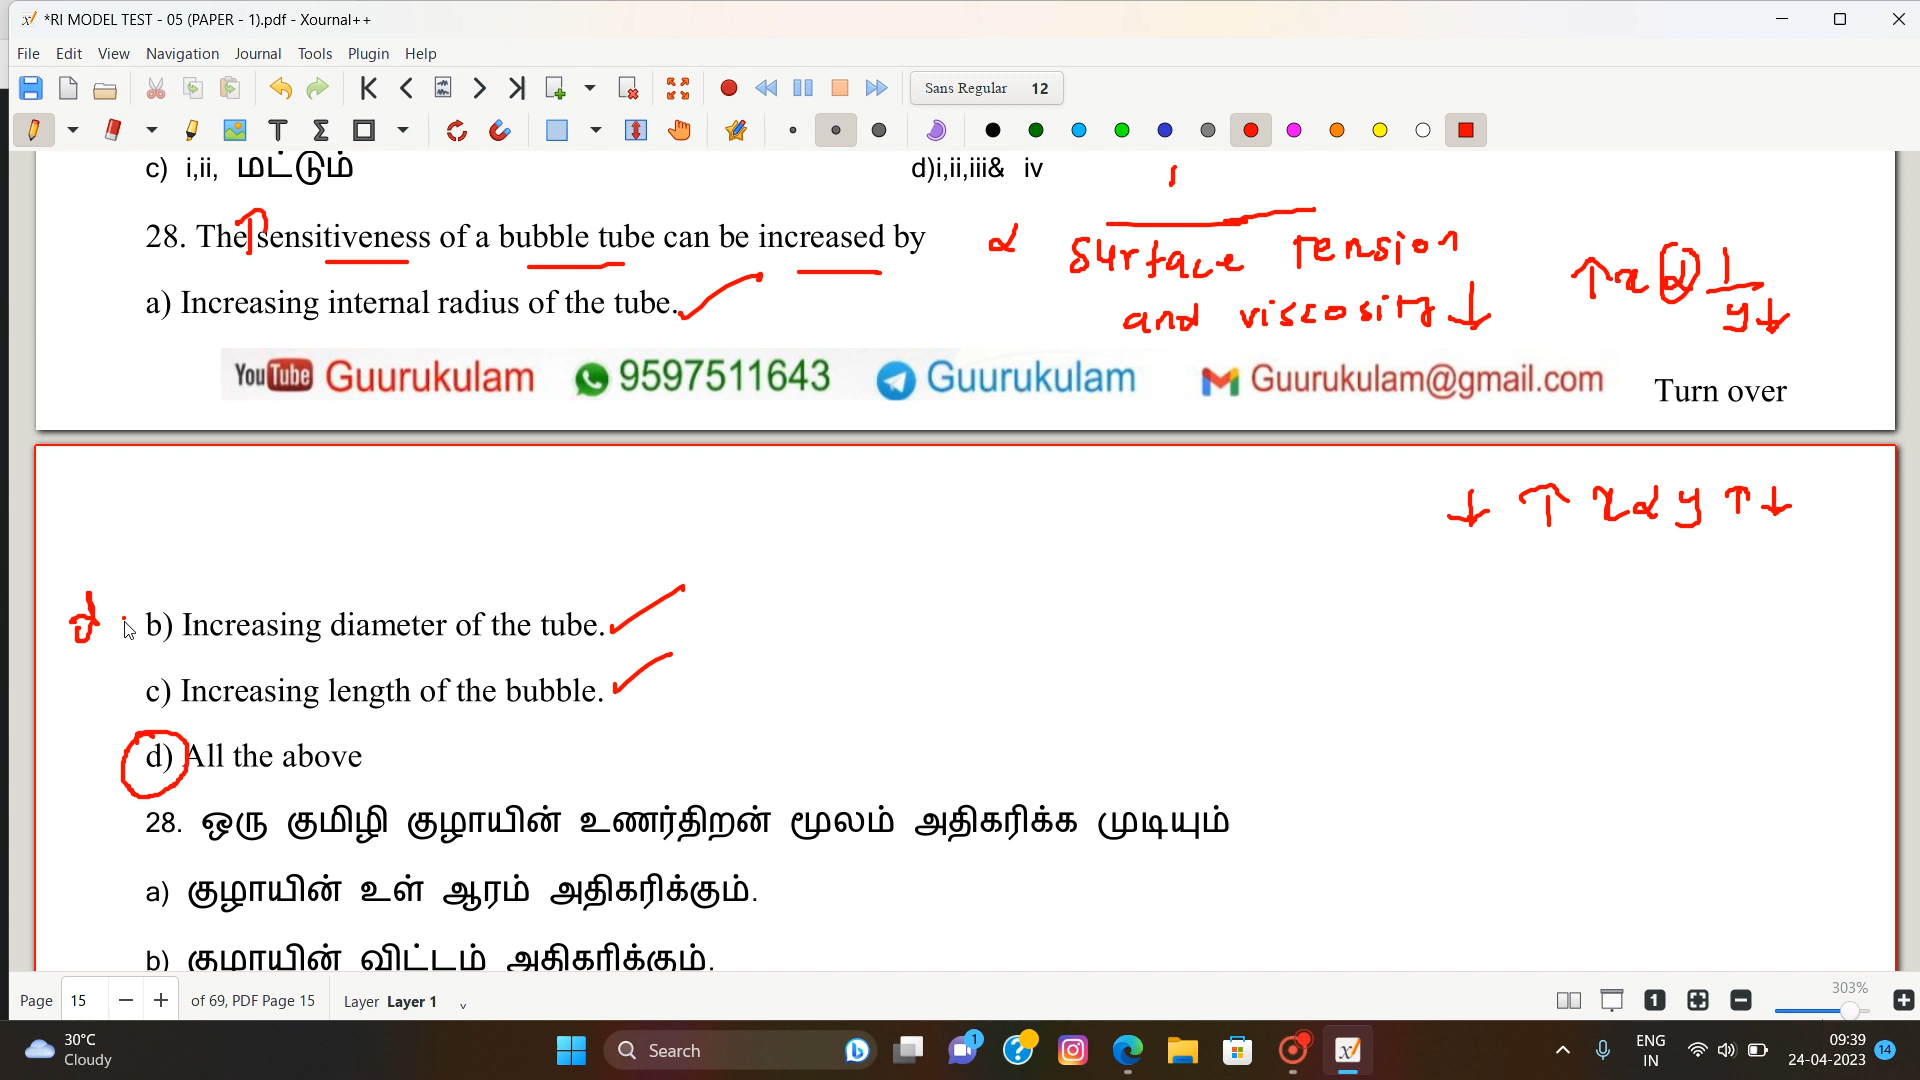 *RI MODEL TEST - 05 (PAPER - 1).pdf - Xournal++
File Edit View Navigation Journal Tools Plugin Help
Sans Regular 12
c) i,ii, மட்டும் d)i,ii,iii& iv
28. The sensitiveness of a bubble tube can be increased by
α 1 surface Tension
and viscosity ↓
↑ x α 1/y ↓
a) Increasing internal radius of the tube.
YouTube Guurukulam 9597511643 Guurukulam Guurukulam@gmail.com
Turn over
↓ ↑ x α y ↑ ↓
b) Increasing diameter of the tube.
c) Increasing length of the bubble.
d) All the above
28. ஒரு குமிழி குழாயின் உணர்திறன் மூலம் அதிகரிக்க முடியும்
a) குழாயின் உள் ஆரம் அதிகரிக்கும்.
b) குழாயின் விட்டம் அதிகரிக்கும்.
Page 15 of 69, PDF Page 15 Layer Layer 1 303%
30°C
Cloudy
Search
1
ENG
IN
09:39
24-04-2023
14